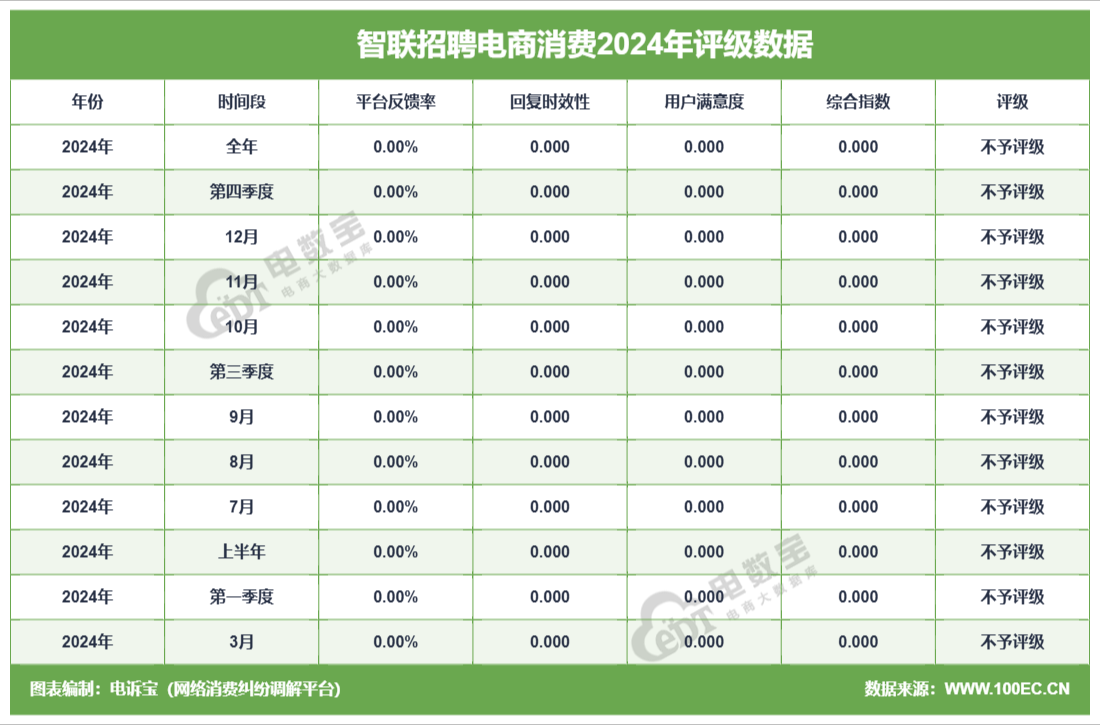 智联招聘电商消费2024年评级数据
年份 时间段 平台反馈率 回复时效性 用户满意度 综合指数 评级
2024年 全年 0.00% 0.000 0.000 0.000 不予评级
2024年 第四季度 0.00% 0.000 0.000 0.000 不予评级
2024年 12月 0.00% 0.000 0.000 0.000 不予评级
2024年 11月 0.00% 0.000 0.000 0.000 不予评级
2024年 10月 0.00% 0.000 0.000 0.000 不予评级
2024年 第三季度 0.00% 0.000 0.000 0.000 不予评级
2024年 9月 0.00% 0.000 0.000 0.000 不予评级
2024年 8月 0.00% 0.000 0.000 0.000 不予评级
2024年 7月 0.00% 0.000 0.000 0.000 不予评级
2024年 上半年 0.00% 0.000 0.000 0.000 不予评级
2024年 第一季度 0.00% 0.000 0.000 0.000 不予评级
2024年 3月 0.00% 0.000 0.000 0.000 不予评级
图表编制：电诉宝（网络消费纠纷调解平台） 数据来源：WWW.100EC.CN
电数宝
电商大数据库
eDT
电数宝
电商大数据库
eDT